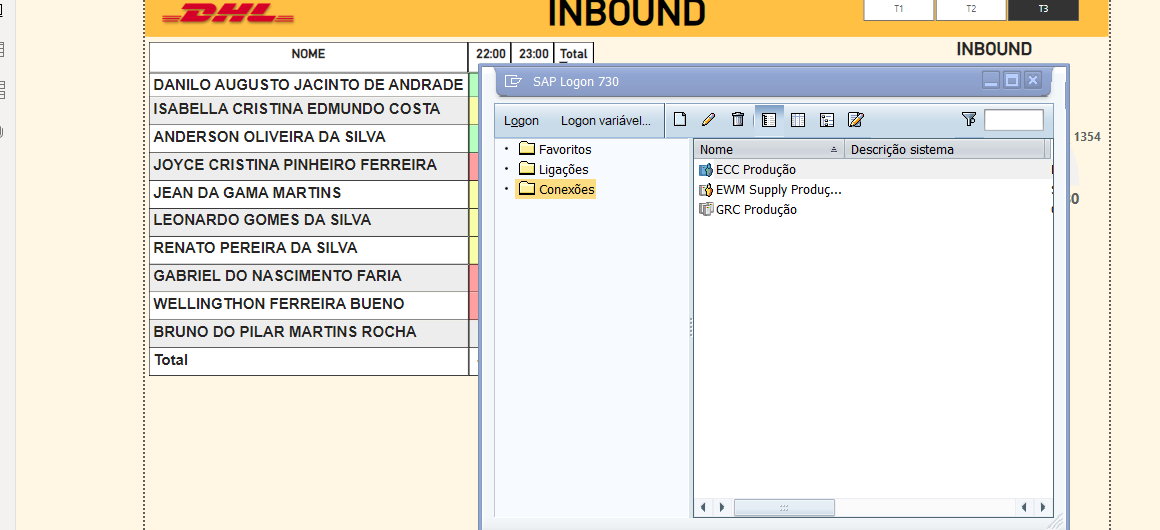 DHL
INBOUND
T1
T2
T3
NOME
22:00
23:00
Total
DANILO AUGUSTO JACINTO DE ANDRADE
ISABELLA CRISTINA EDMUNDO COSTA
ANDERSON OLIVEIRA DA SILVA
JOYCE CRISTINA PINHEIRO FERREIRA
JEAN DA GAMA MARTINS
LEONARDO GOMES DA SILVA
RENATO PEREIRA DA SILVA
GABRIEL DO NASCIMENTO FARIA
WELLINGTHON FERREIRA BUENO
BRUNO DO PILAR MARTINS ROCHA
Total
INBOUND
1354
SAP Logon 730
Logon
Logon variável...
Favoritos
Ligações
Conexões
Nome
Descrição sistema
ECC Produção
EWM Supply Produç...
GRC Produção